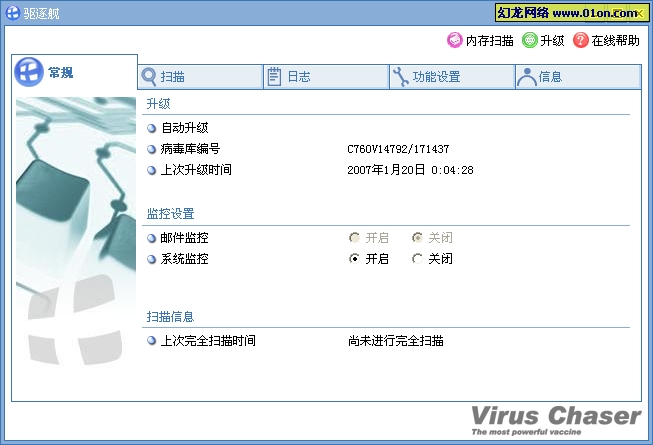 驱逐舰
幻龙网络 www.01on.com
内存扫描 升级 在线帮助
常规 扫描 日志 功能设置 信息
升级
自动升级
病毒库编号 C760V14792/171437
上次升级时间 2007年1月20日 0:04:28
监控设置
邮件监控 开启 关闭
系统监控 开启 关闭
扫描信息
上次完全扫描时间 尚未进行完全扫描
Virus Chaser
The most powerful vaccine